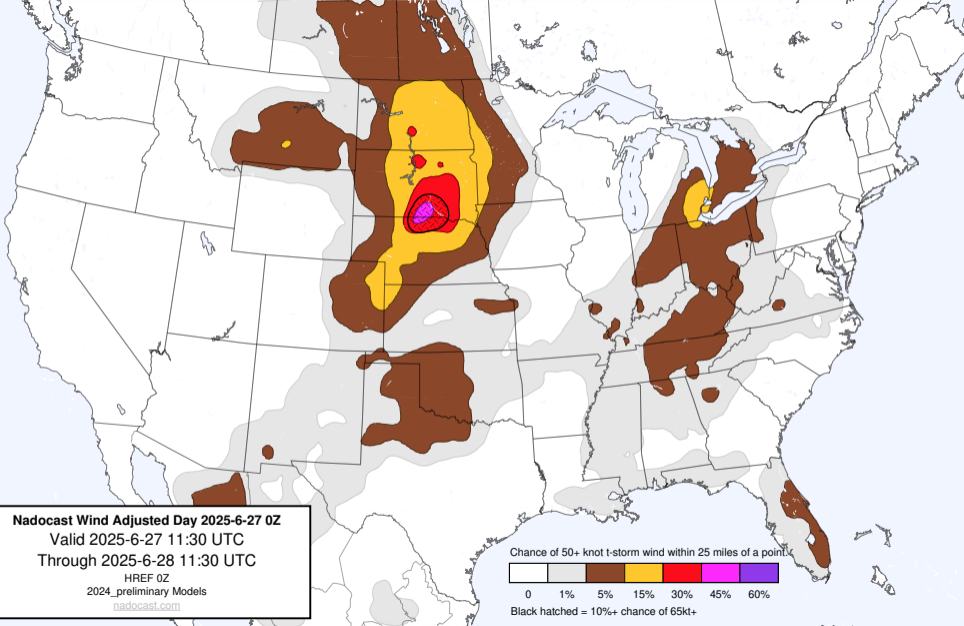 Nadocast Wind Adjusted Day 2025-6-27 0Z
Valid 2025-6-27 11:30 UTC
Through 2025-6-28 11:30 UTC
HREF 0Z
2024_preliminary Models
nadocast.com
Chance of 50+ knot t-storm wind within 25 miles of a point.
0 1% 5% 15% 30% 45% 60%
Black hatched = 10%+ chance of 65kt+